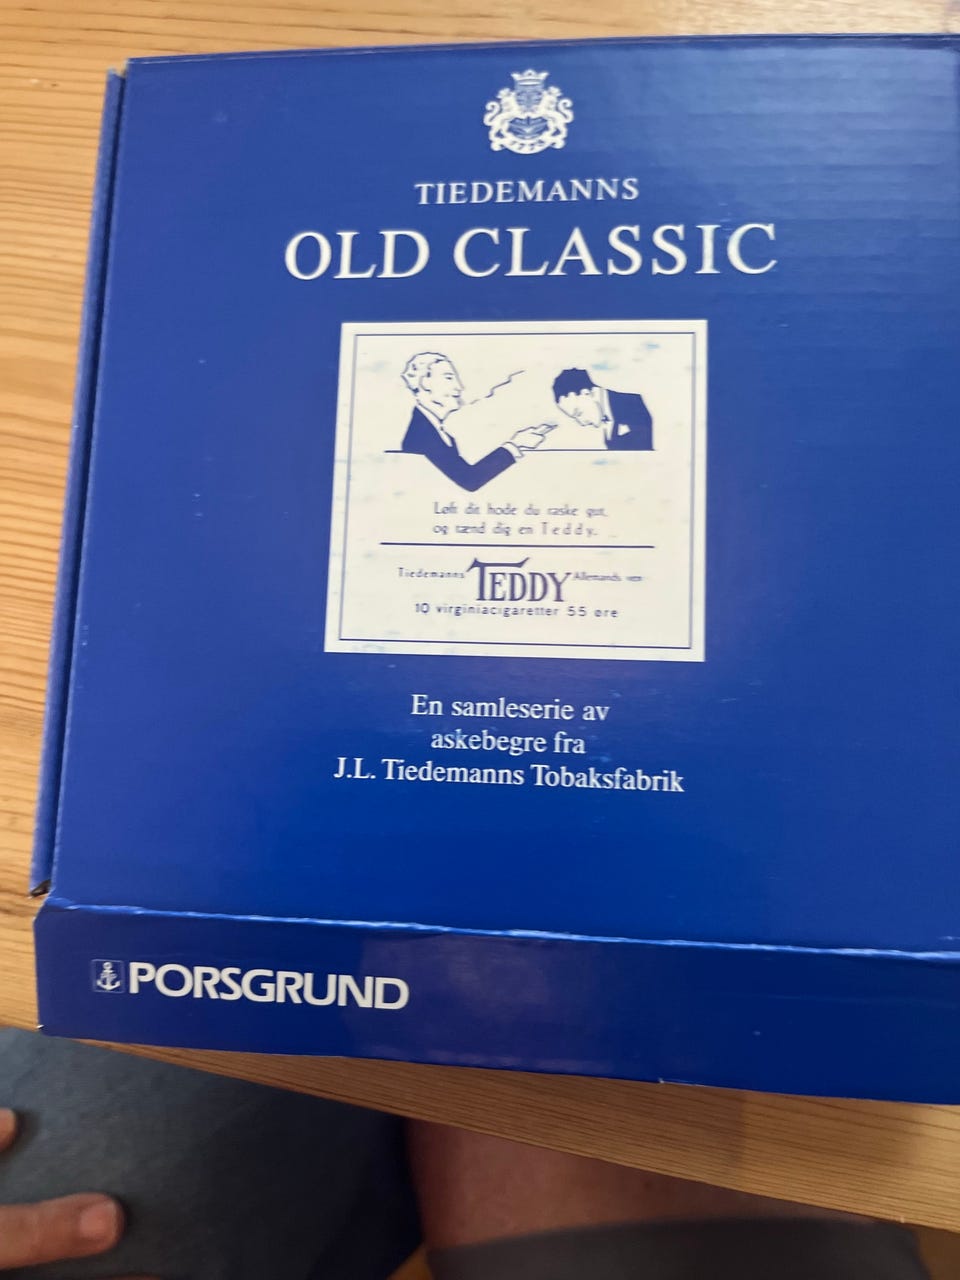 TIEDEMANNS
OLD CLASSIC
Løft dit hode du raske gut,
og tænd dig en Teddy.
Tiedemanns TEDDY Allemands ven
10 virginiacigaretter 55 øre
En samleserie av
askebegre fra
J.L. Tiedemanns Tobaksfabrik
PORSGRUND